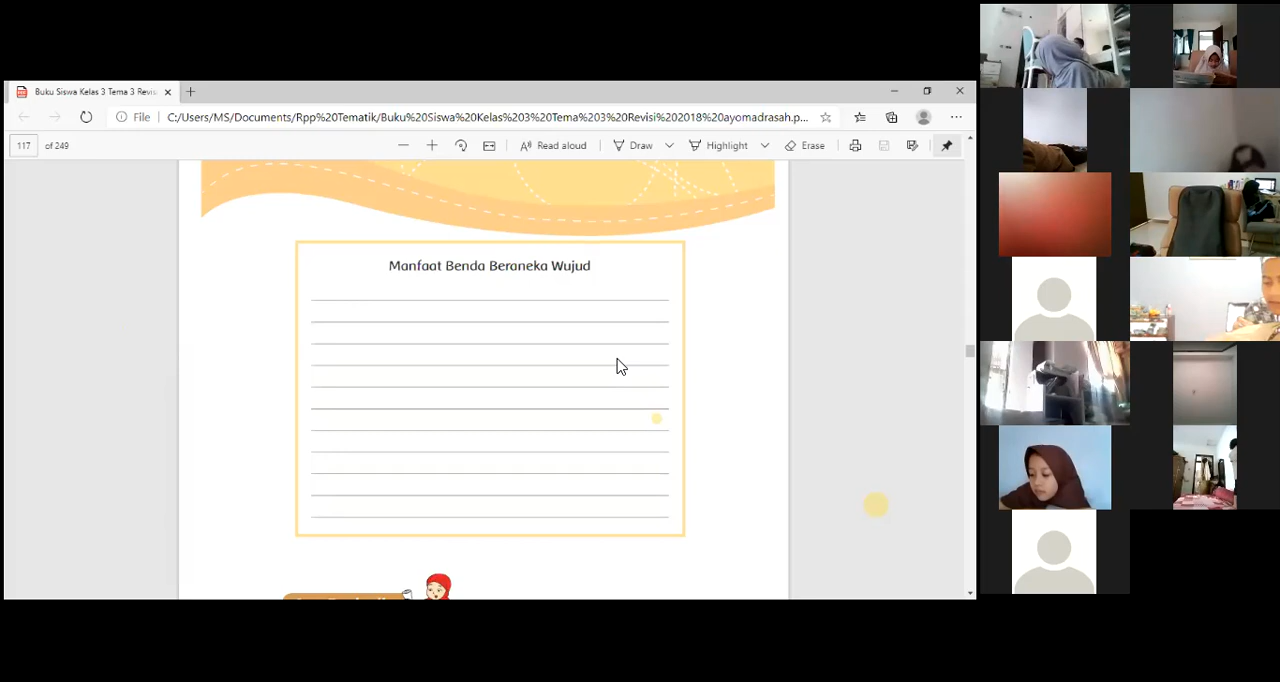 Buku Siswa Kelas 3 Tema 3 Revis
File
C:/Users/MS/Documents/Rpp%20Tematik/Buku%20Siswa%20Kelas%203%20Tema%203%20Revisi%202018%20ayomadrasah.p...
117 of 249
Read aloud
Draw
Highlight
Erase
Manfaat Benda Beraneka Wujud